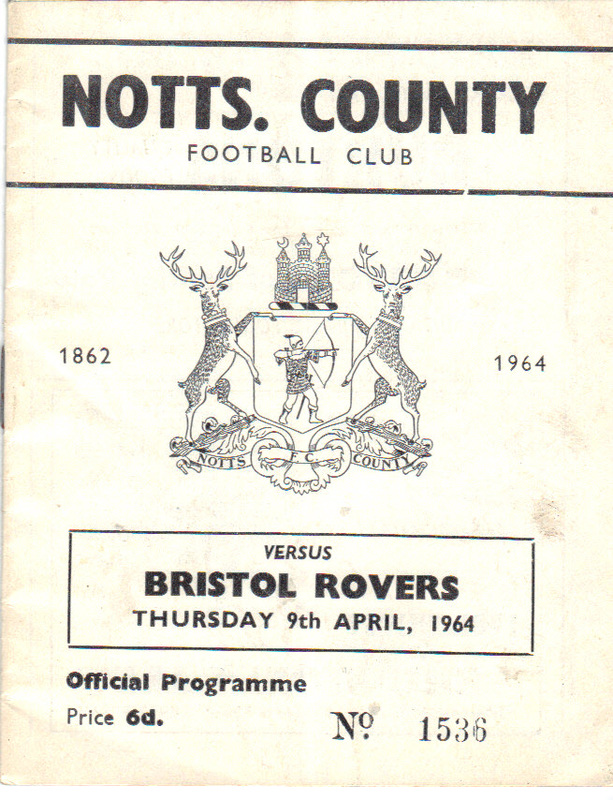 NOTTS. COUNTY
FOOTBALL CLUB
1862
1964
NOTTS F.C. COUNTY
VERSUS
BRISTOL ROVERS
THURSDAY 9th APRIL, 1964
Official Programme
Price 6d.
Nº. 1536